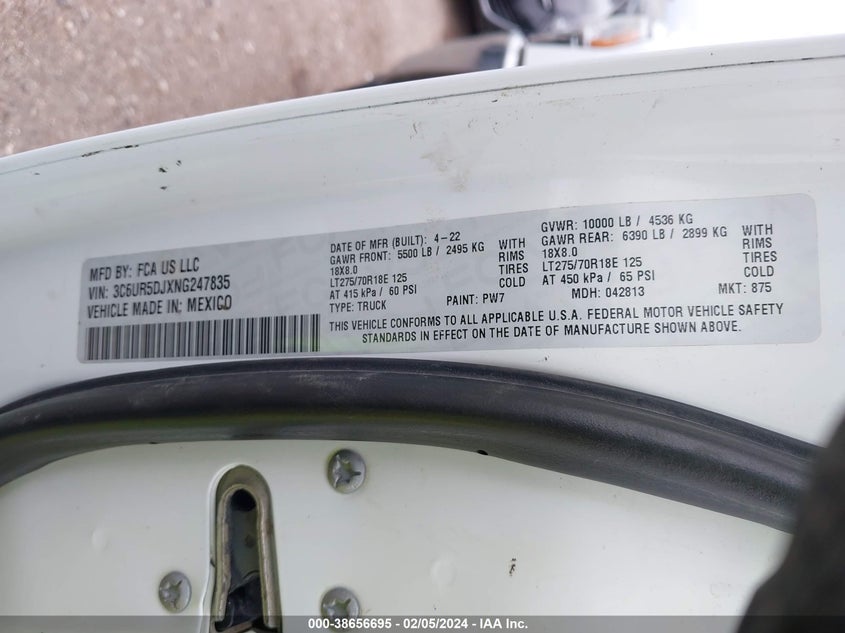 MFD BY: FCA US LLC
VIN: 3C6UR5DJXNG247835
VEHICLE MADE IN: MEXICO
DATE OF MFR (BUILT): 4-22
GAWR FRONT: 5500 LB / 2495 KG WITH
18X8.0 RIMS
LT275/70R18E 125 TIRES
AT 415 kPa / 60 PSI COLD
TYPE: TRUCK PAINT: PW7
GVWR: 10000 LB / 4536 KG
GAWR REAR: 6390 LB / 2899 KG WITH
18X8.0 RIMS
LT275/70R18E 125 TIRES
AT 450 kPa / 65 PSI COLD
MDH: 042813 MKT: 875
THIS VEHICLE CONFORMS TO ALL APPLICABLE U.S.A. FEDERAL MOTOR VEHICLE SAFETY
STANDARDS IN EFFECT ON THE DATE OF MANUFACTURE SHOWN ABOVE.
000-38656695 - 02/05/2024 - IAA Inc.